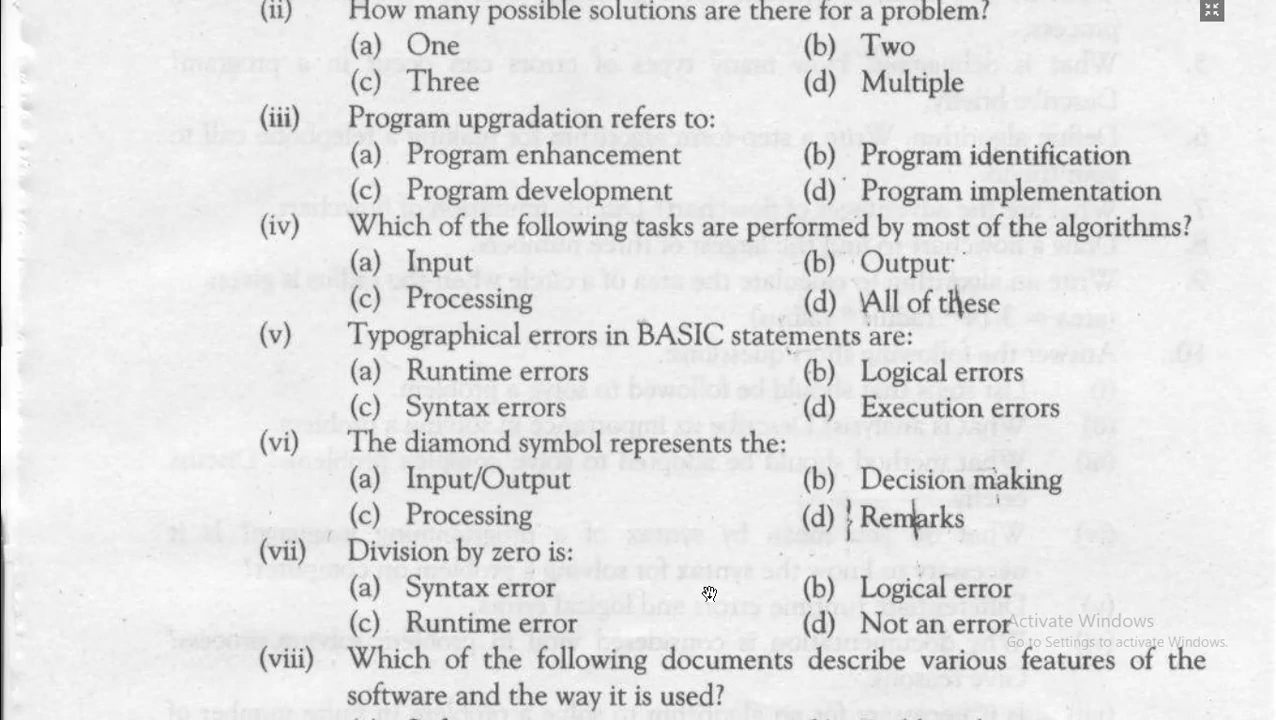 (ii) How many possible solutions are there for a problem?
(a) One (b) Two
(c) Three (d) Multiple
(iii) Program upgradation refers to:
(a) Program enhancement (b) Program identification
(c) Program development (d) Program implementation
(iv) Which of the following tasks are performed by most of the algorithms?
(a) Input (b) Output
(c) Processing (d) All of these
(v) Typographical errors in BASIC statements are:
(a) Runtime errors (b) Logical errors
(c) Syntax errors (d) Execution errors
(vi) The diamond symbol represents the:
(a) Input/Output (b) Decision making
(c) Processing (d) Remarks
(vii) Division by zero is:
(a) Syntax error (b) Logical error
(c) Runtime error (d) Not an error
Activate Windows
Go to Settings to activate Windows.
(viii) Which of the following documents describe various features of the
software and the way it is used?